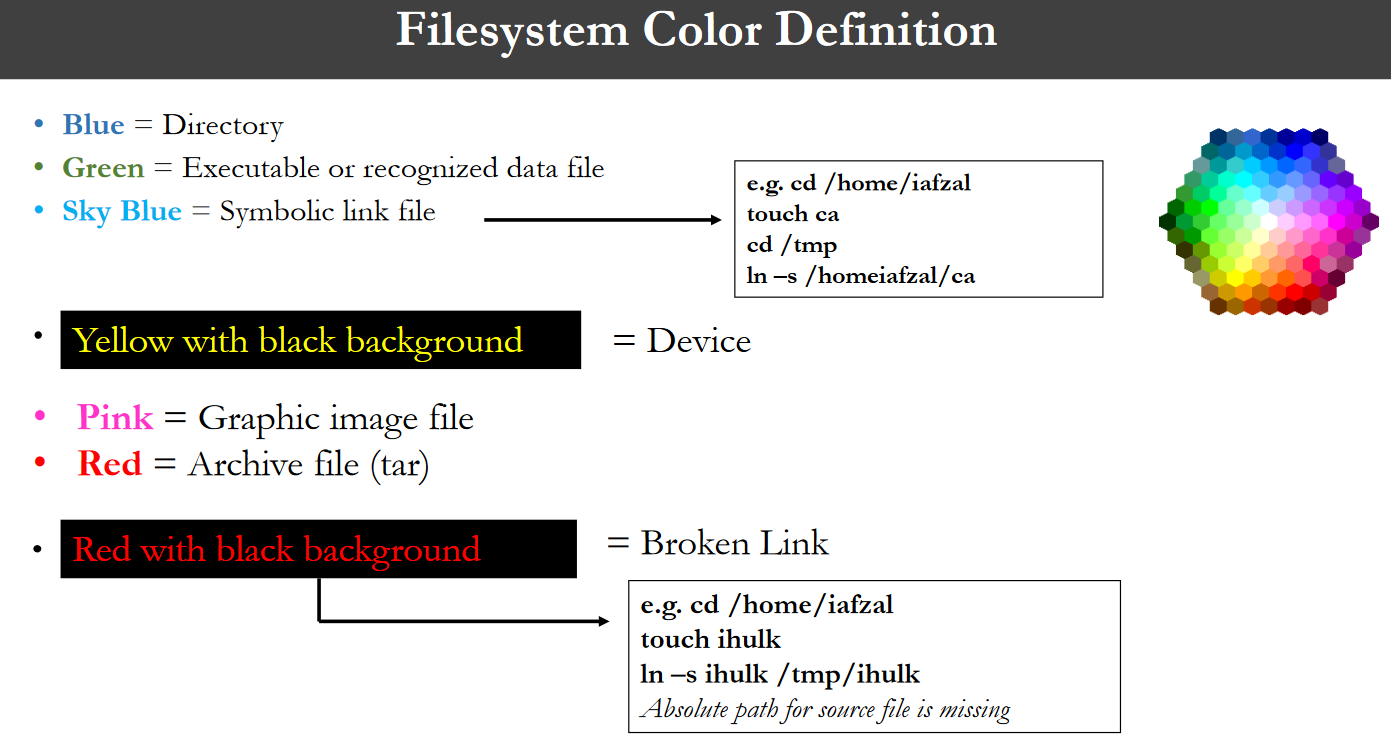 Filesystem Color Definition
• Blue = Directory
• Green = Executable or recognized data file
• Sky Blue = Symbolic link file
e.g. cd /home/iafzal
touch ca
cd /tmp
ln –s /homeiafzal/ca
• Yellow with black background = Device
• Pink = Graphic image file
• Red = Archive file (tar)
• Red with black background = Broken Link
e.g. cd /home/iafzal
touch ihulk
ln –s ihulk /tmp/ihulk
Absolute path for source file is missing